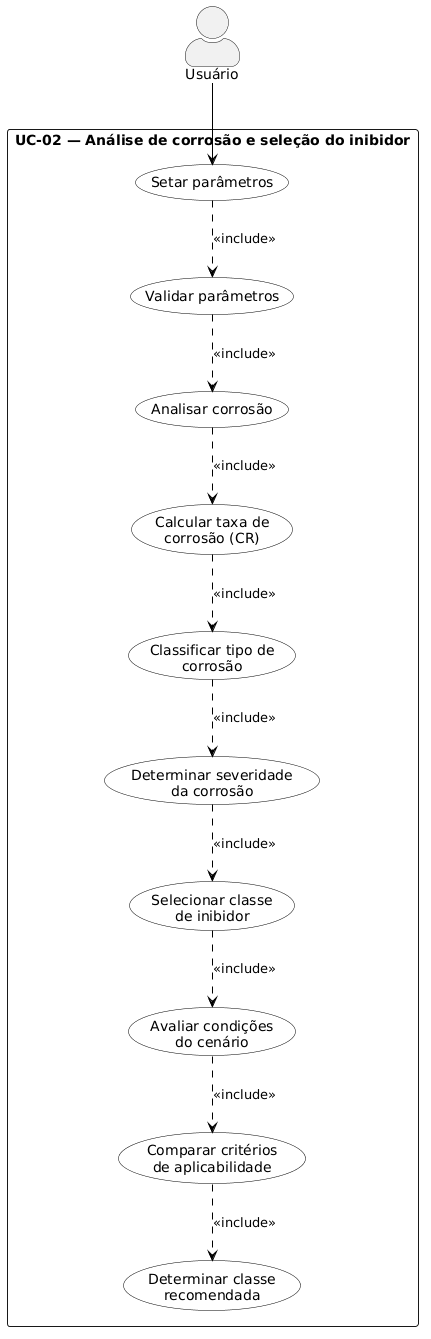 Usuário
UC-02 — Análise de corrosão e seleção do inibidor
Setar parâmetros
«include»
Validar parâmetros
«include»
Analisar corrosão
«include»
Calcular taxa de
corrosão (CR)
«include»
Classificar tipo de
corrosão
«include»
Determinar severidade
da corrosão
«include»
Selecionar classe
de inibidor
«include»
Avaliar condições
do cenário
«include»
Comparar critérios
de aplicabilidade
«include»
Determinar classe
recomendada